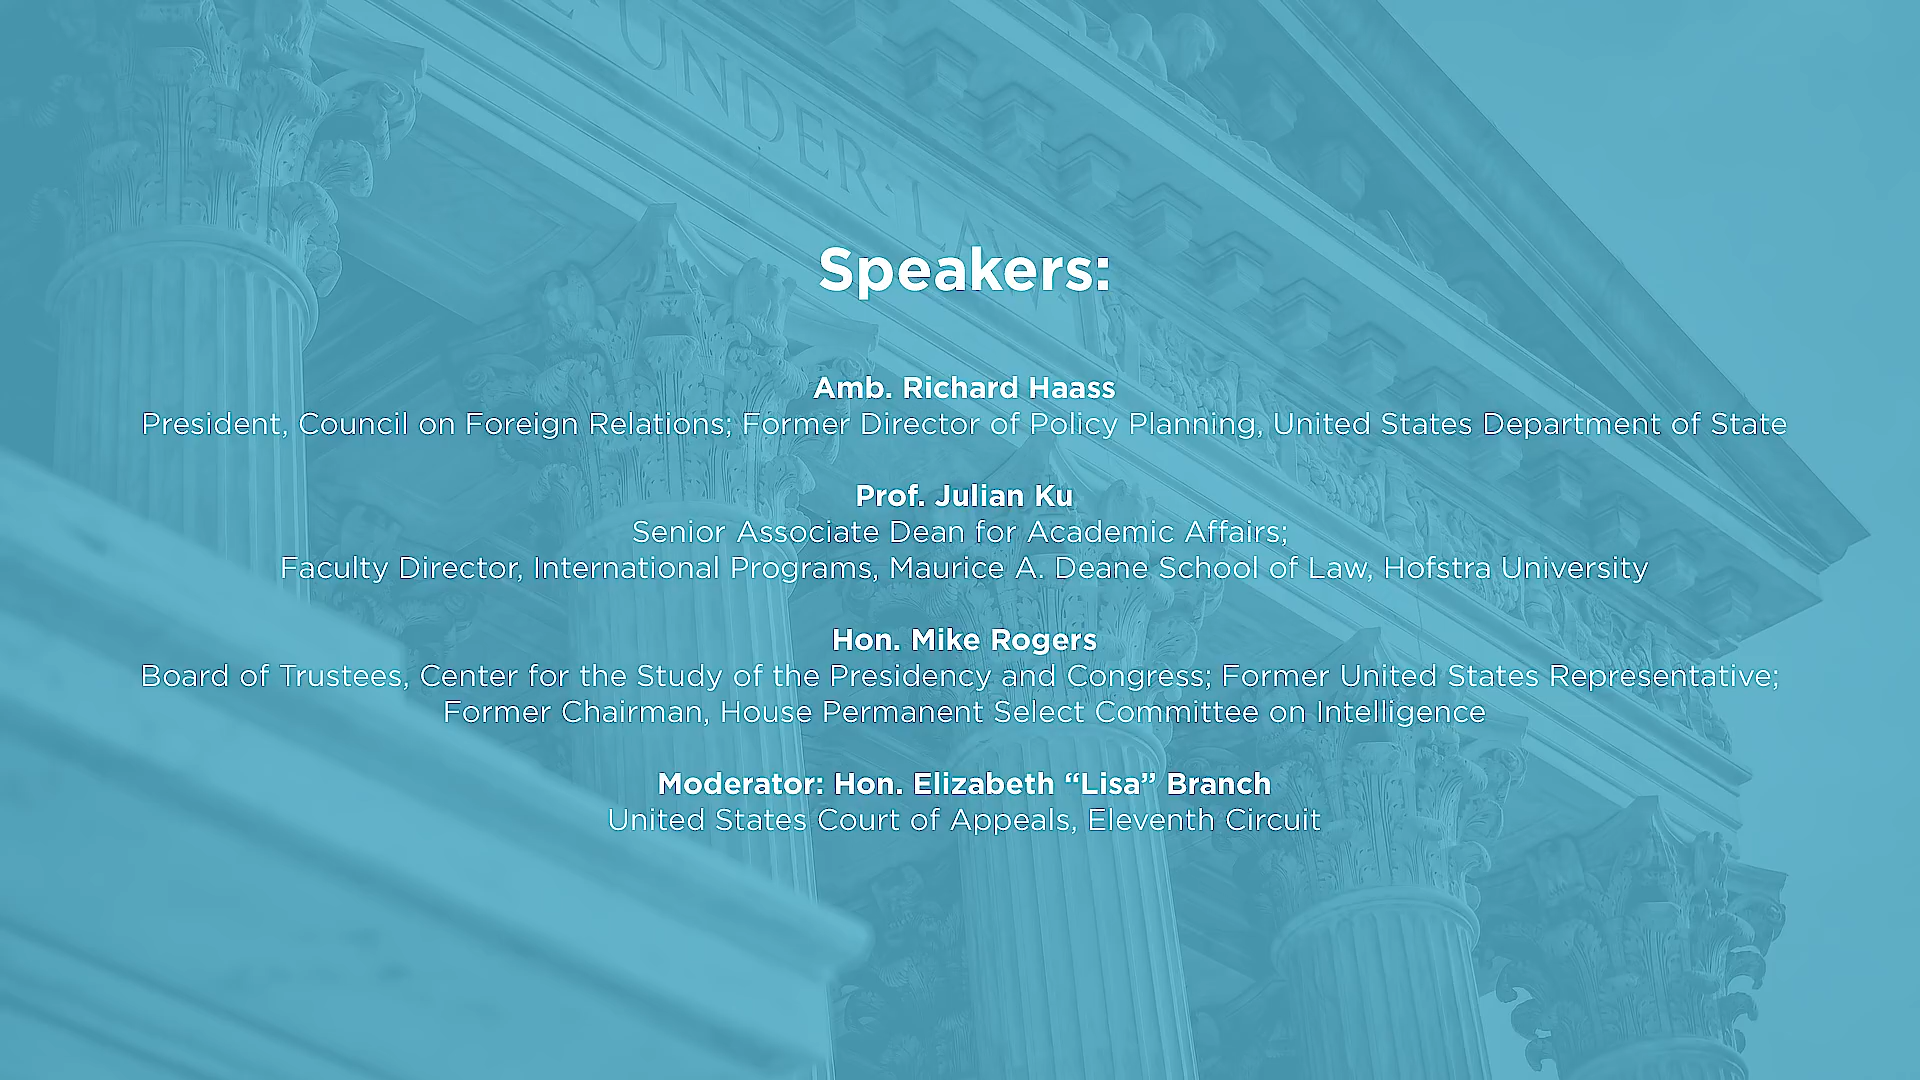 UNDER LAW
Speakers:
Amb. Richard Haass
President, Council on Foreign Relations; Former Director of Policy Planning, United States Department of State
Prof. Julian Ku
Senior Associate Dean for Academic Affairs;
Faculty Director, International Programs, Maurice A. Deane School of Law, Hofstra University
Hon. Mike Rogers
Board of Trustees, Center for the Study of the Presidency and Congress; Former United States Representative;
Former Chairman, House Permanent Select Committee on Intelligence
Moderator: Hon. Elizabeth “Lisa” Branch
United States Court of Appeals, Eleventh Circuit